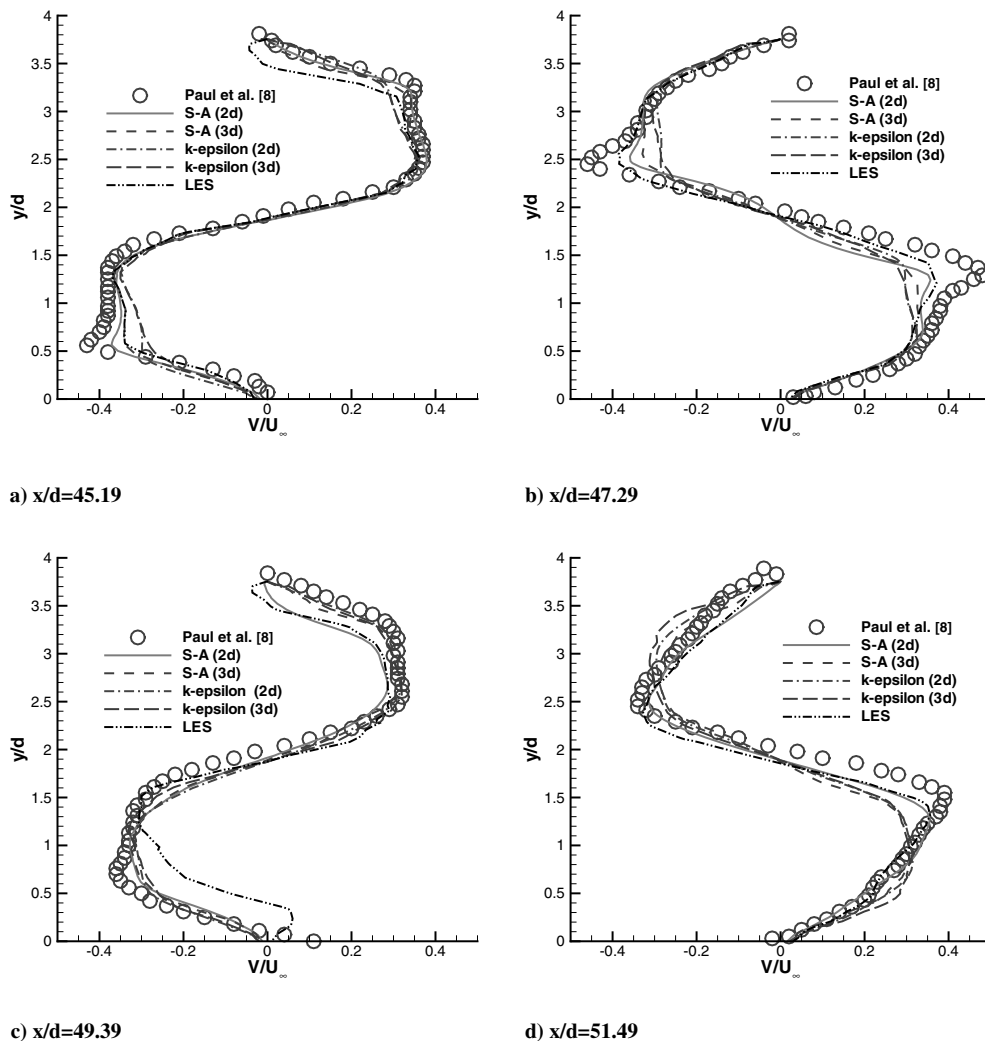 4
3.5
3
2.5
2
1.5
1
0.5
0
y/d
-0.4 -0.2 0 0.2 0.4
V/U∞
Paul et al. [8]
S-A (2d)
S-A (3d)
k-epsilon (2d)
k-epsilon (3d)
LES
a) x/d=45.19
4
3.5
3
2.5
2
1.5
1
0.5
0
y/d
-0.4 -0.2 0 0.2 0.4
V/U∞
Paul et al. [8]
S-A (2d)
S-A (3d)
k-epsilon (2d)
k-epsilon (3d)
LES
b) x/d=47.29
4
3.5
3
2.5
2
1.5
1
0.5
0
y/d
-0.4 -0.2 0 0.2 0.4
V/U∞
Paul et al. [8]
S-A (2d)
S-A (3d)
k-epsilon (2d)
k-epsilon (3d)
LES
c) x/d=49.39
4
3.5
3
2.5
2
1.5
1
0.5
0
y/d
-0.4 -0.2 0 0.2 0.4
V/U∞
Paul et al. [8]
S-A (2d)
S-A (3d)
k-epsilon (2d)
k-epsilon (3d)
LES
d) x/d=51.49